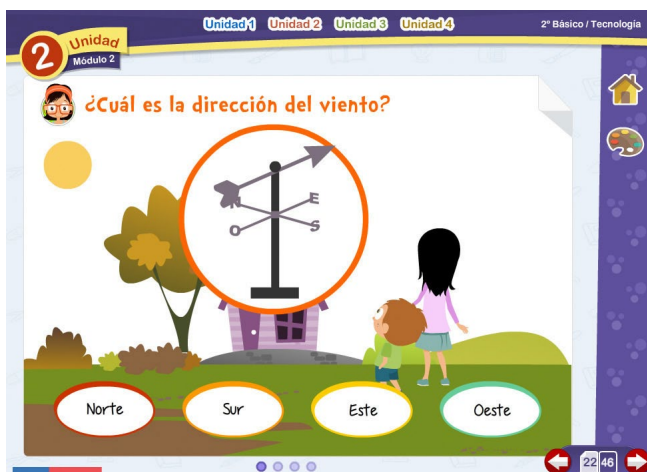 Unidad 1 Unidad 2 Unidad 3 Unidad 4
2º Básico / Tecnología
2 Unidad
Módulo 2
¿Cuál es la dirección del viento?
N E
O S
Norte Sur Este Oeste
22 46